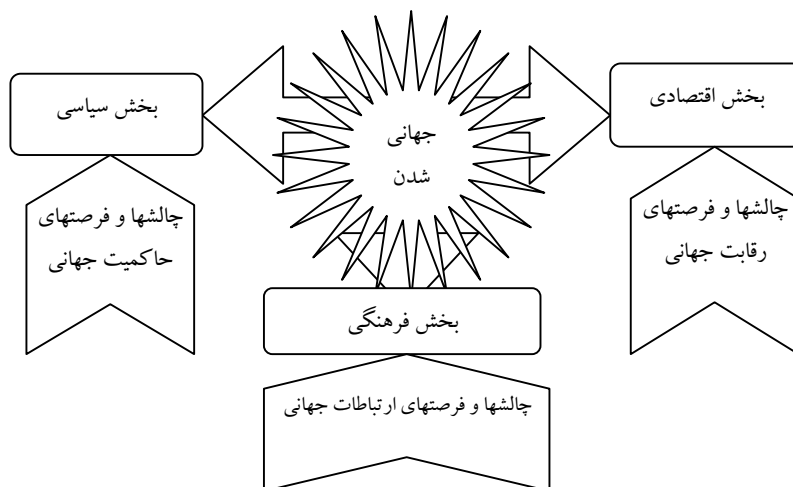 بخش اقتصادی
جهانی
شدن
بخش سیاسی
چالشها و فرصتهای
رقابت جهانی
چالشها و فرصتهای
حاکمیت جهانی
بخش فرهنگی
چالشها و فرصتهای ارتباطات جهانی